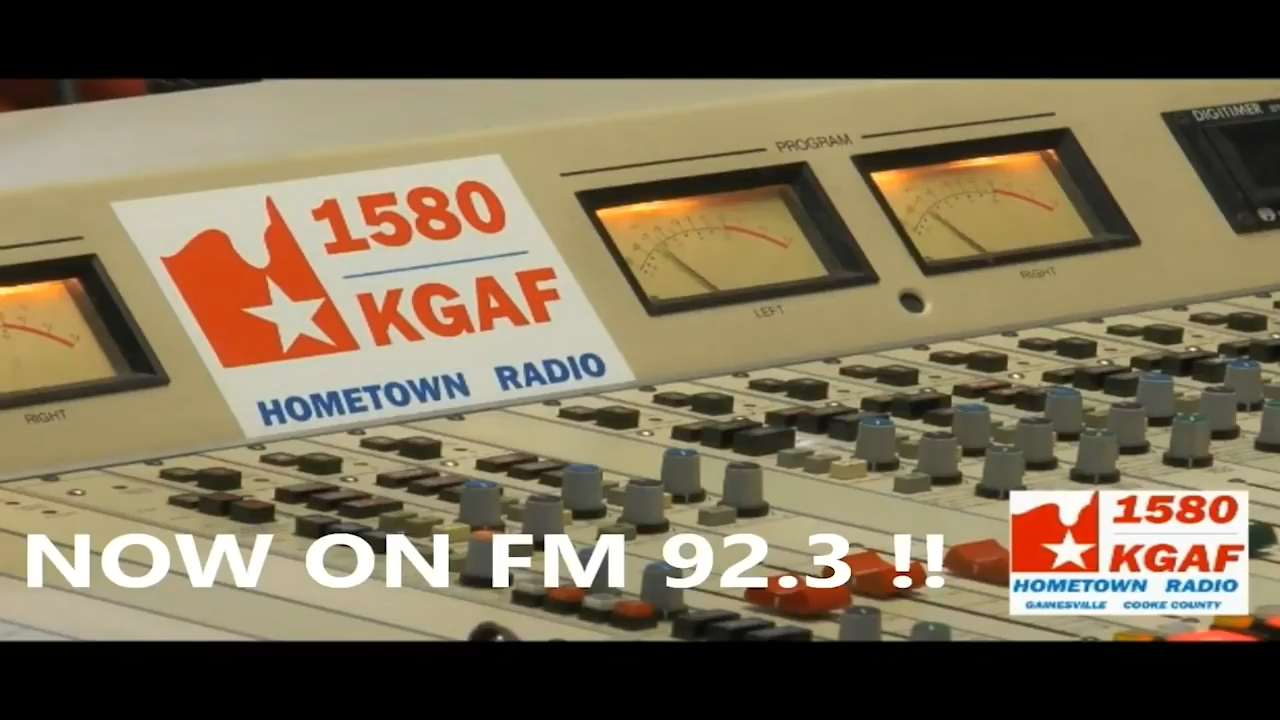 DIGITIMER
PROGRAM
1580
KGAF
HOMETOWN RADIO
LEFT
RIGHT
RIGHT
NOW ON FM 92.3 !!
1580
KGAF
HOMETOWN RADIO
GAINESVILLE COOKE COUNTY